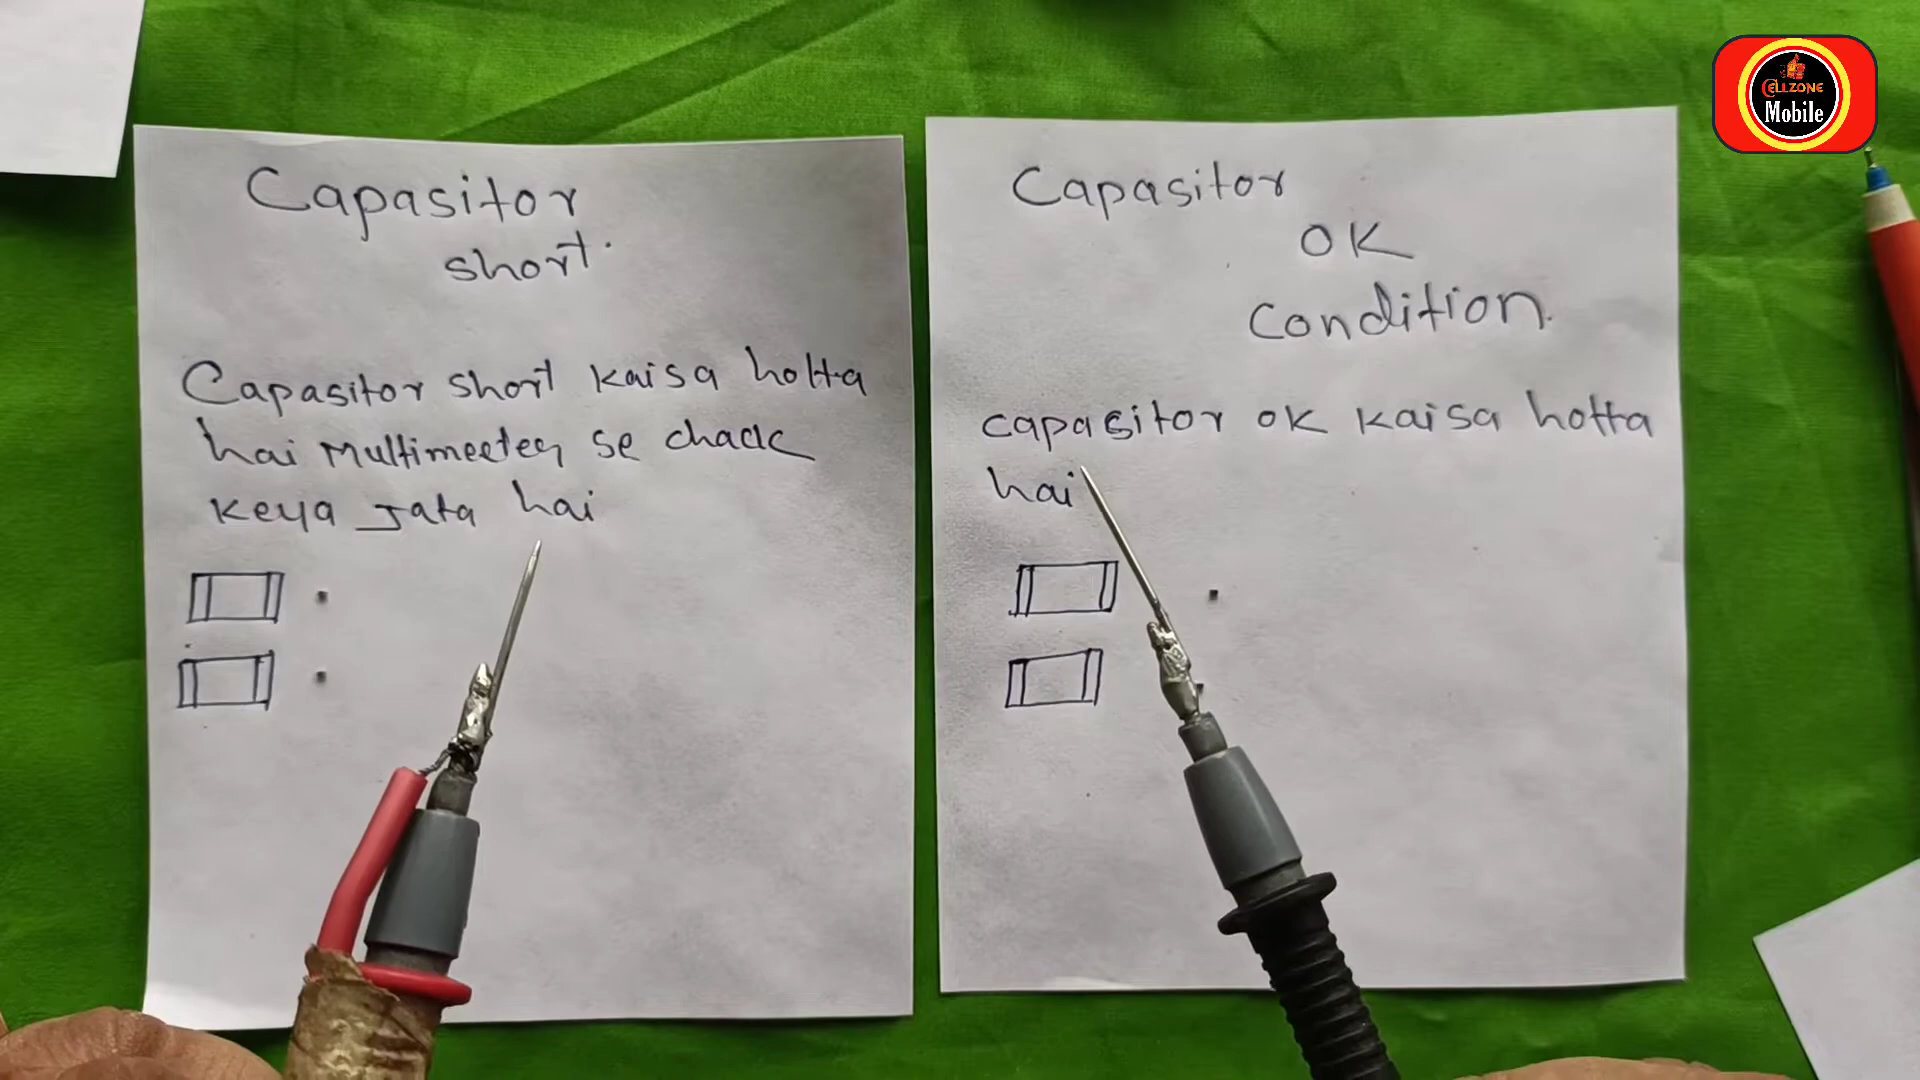 Capasitor
short.
Capasitor short kaisa hotta
hai multimeeter se chack
keya Jata hai
Capasitor
OK
Condition.
capasitor ok kaisa hotta
hai
CELLZONE
Mobile